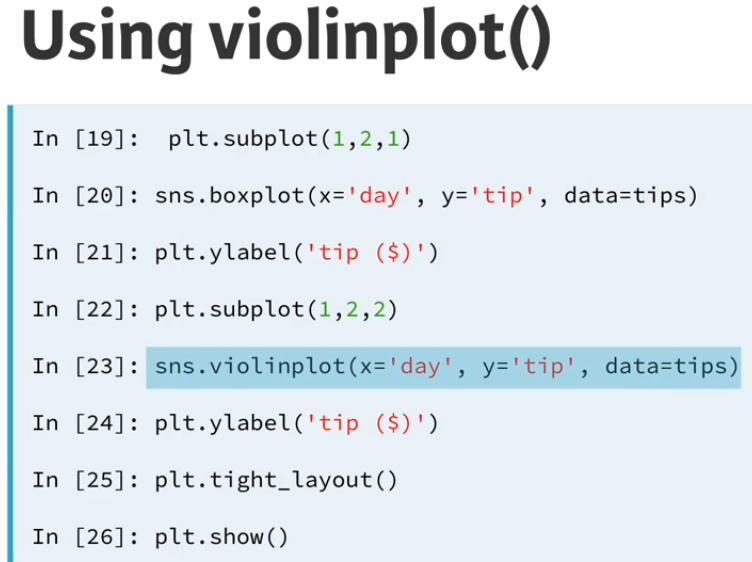 Using violinplot()
In [19]:  plt.subplot(1,2,1)
In [20]: sns.boxplot(x='day', y='tip', data=tips)
In [21]: plt.ylabel('tip ($)')
In [22]: plt.subplot(1,2,2)
In [23]: sns.violinplot(x='day', y='tip', data=tips)
In [24]: plt.ylabel('tip ($)')
In [25]: plt.tight_layout()
In [26]: plt.show()